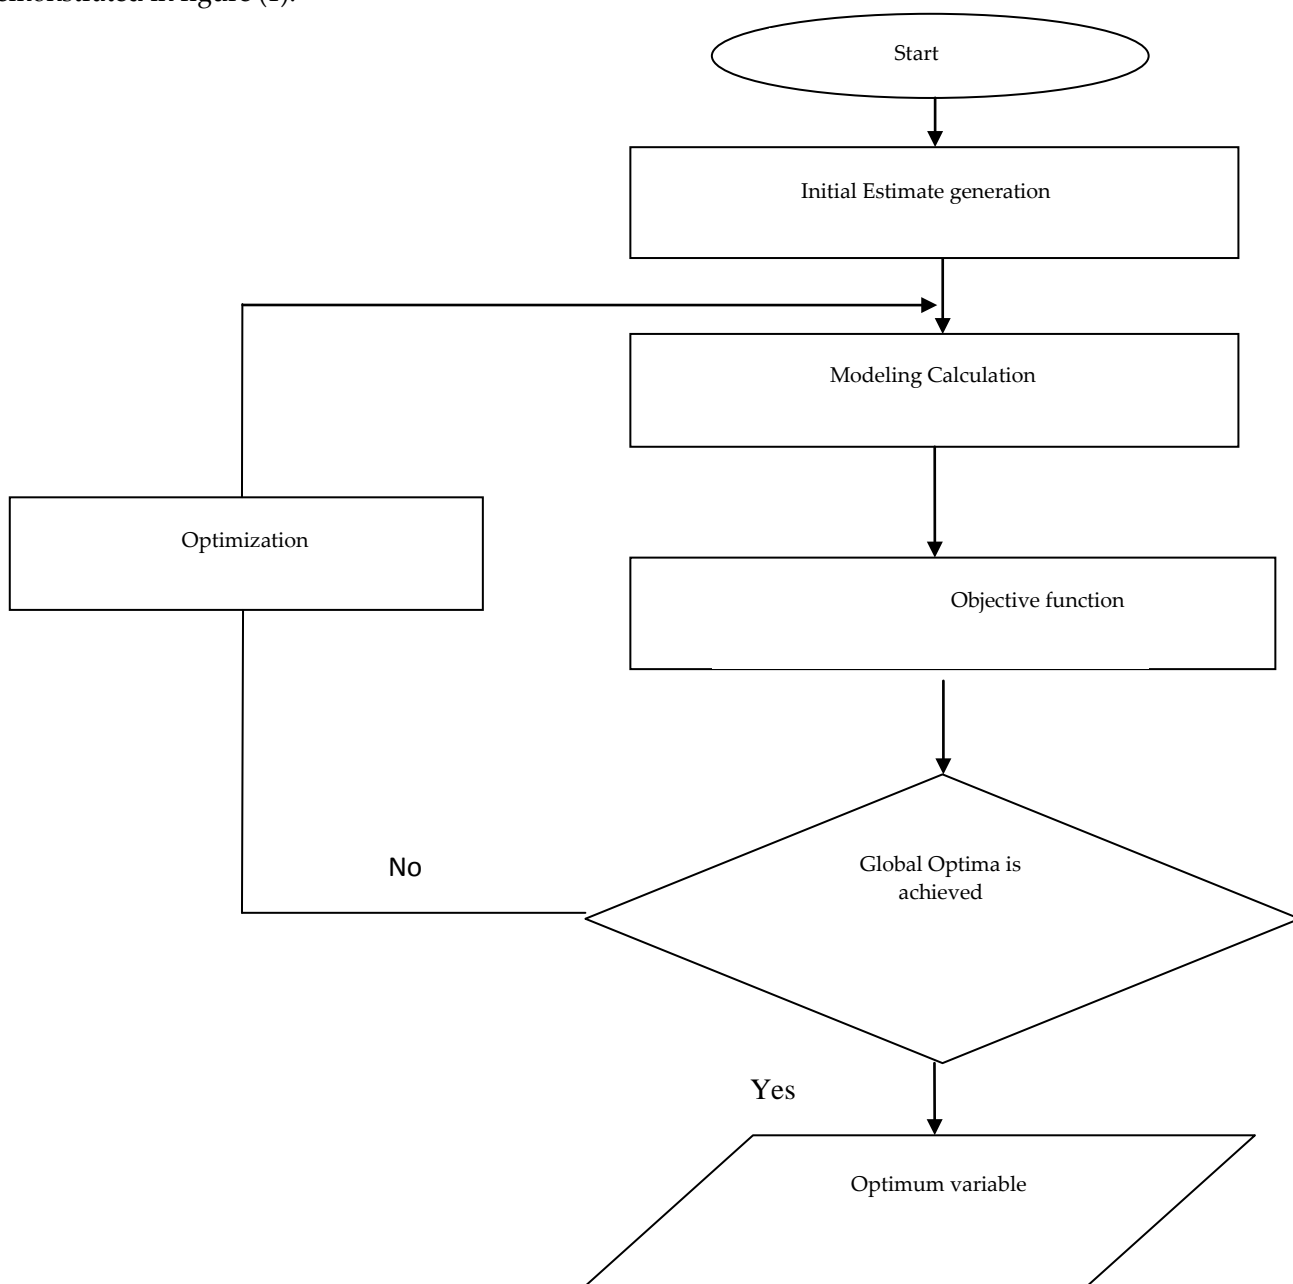 in figure (1).
Start
Initial Estimate generation
Modeling Calculation
Optimization
Objective function
Global Optima is
achieved
No
Yes
Optimum variable